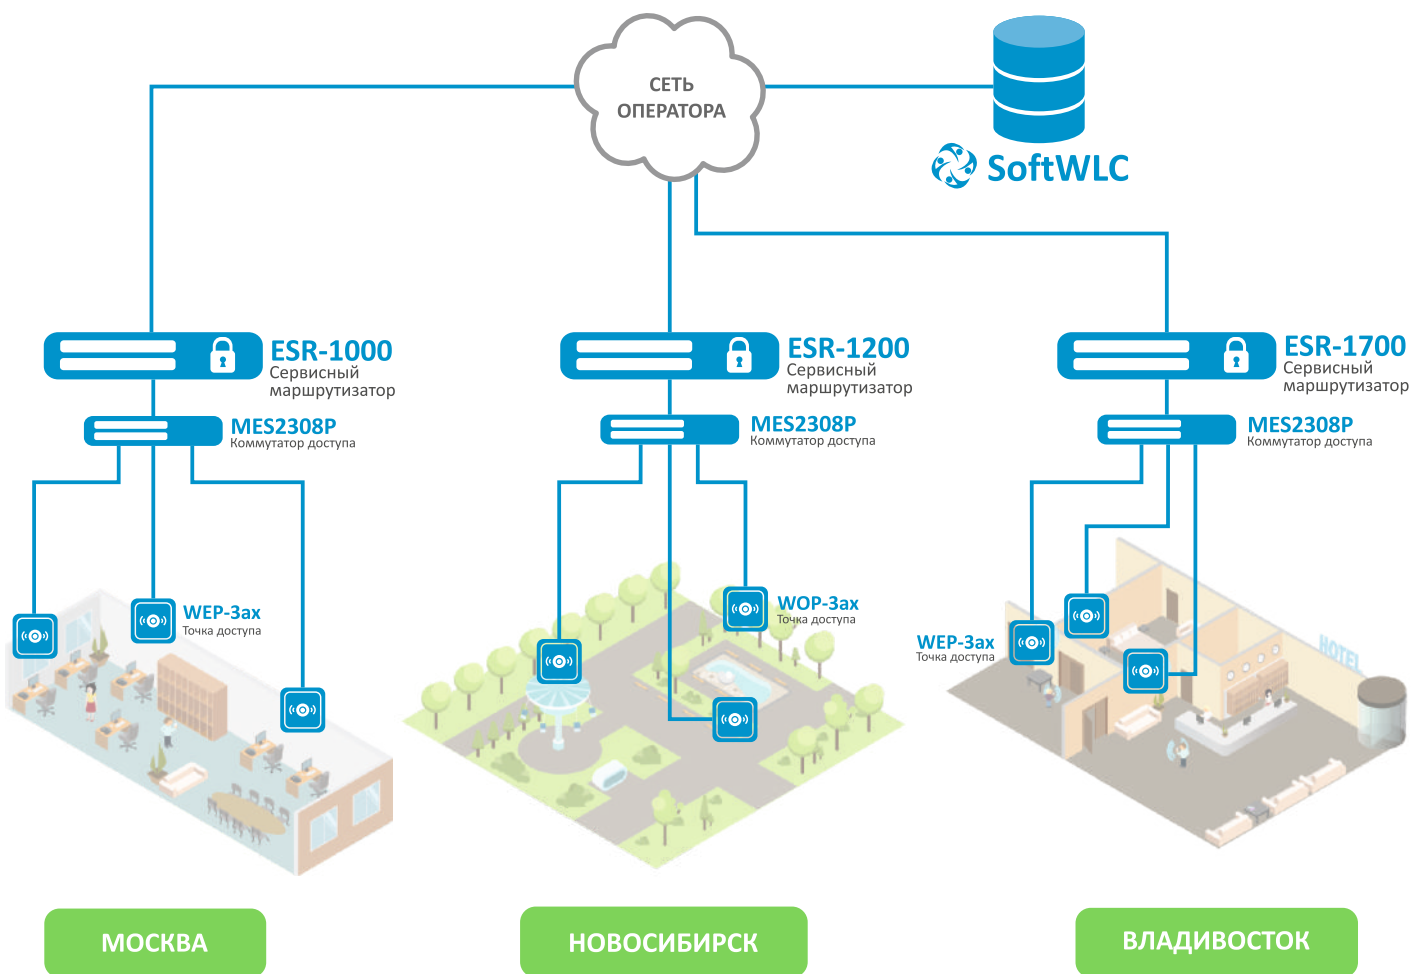 СЕТЬ
ОПЕРАТОРА
SoftWLC
ESR-1000
Сервисный
маршрутизатор
MES2308P
Коммутатор доступа
WEP-3ax
Точка доступа
ESR-1200
Сервисный
маршрутизатор
MES2308P
Коммутатор доступа
WOP-3ax
Точка доступа
ESR-1700
Сервисный
маршрутизатор
MES2308P
Коммутатор доступа
WEP-3ax
Точка доступа
HOTEL
МОСКВА
НОВОСИБИРСК
ВЛАДИВОСТОК